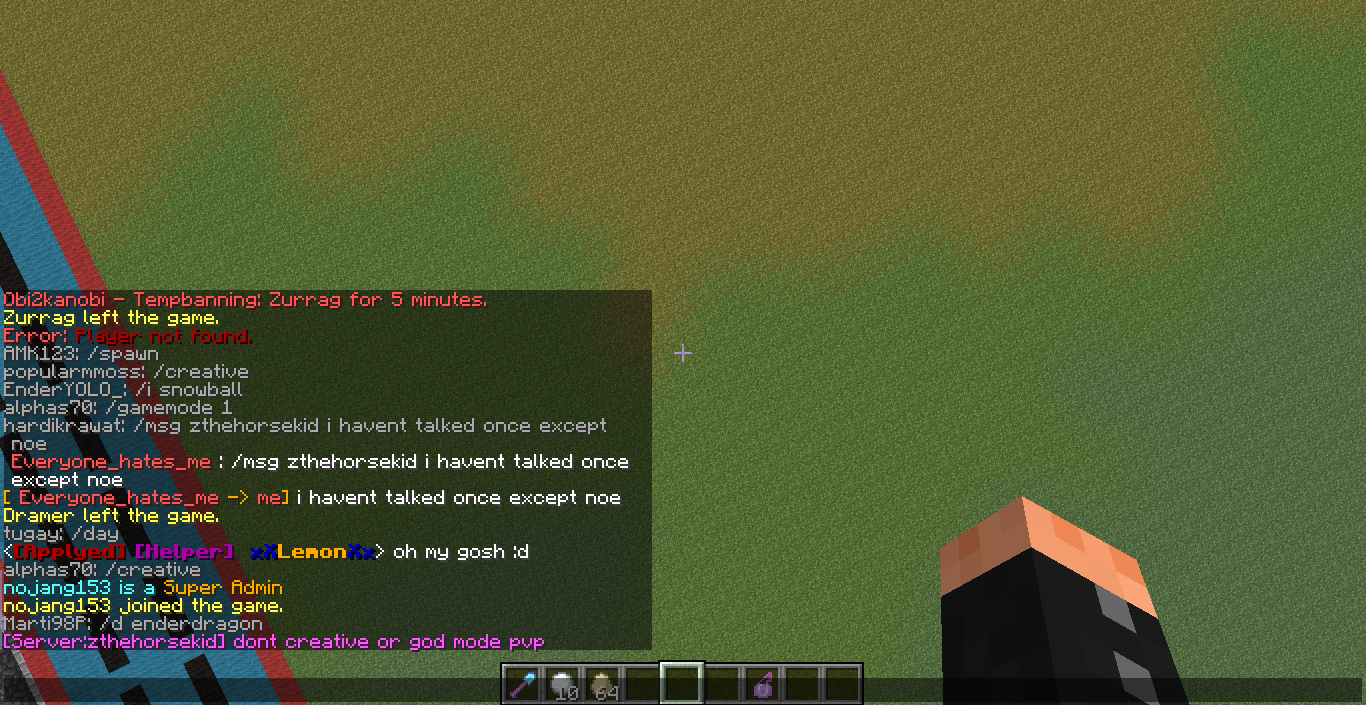 Obi2kanobi - Tempbanning: Zurrag for 5 minutes.
Zurrag left the game.
Error: Player not found.
AMK123: /spawn
popularmmoss: /creative
EnderYOLO_: /i snowball
alphas70: /gamemode 1
hardikrawat: /msg zthehorsekid i havent talked once except
noe
Everyone_hates_me : /msg zthehorsekid i havent talked once
except noe
[ Everyone_hates_me -> me] i havent talked once except noe
Dramer left the game.
tugay: /day
<[Applyed] [Helper] xXLemonXx> oh my gosh :d
alphas70: /creative
nojang153 is a Super Admin
nojang153 joined the game.
Marti98P: /d enderdragon
[Server:zthehorsekid] dont creative or god mode pvp
10
64